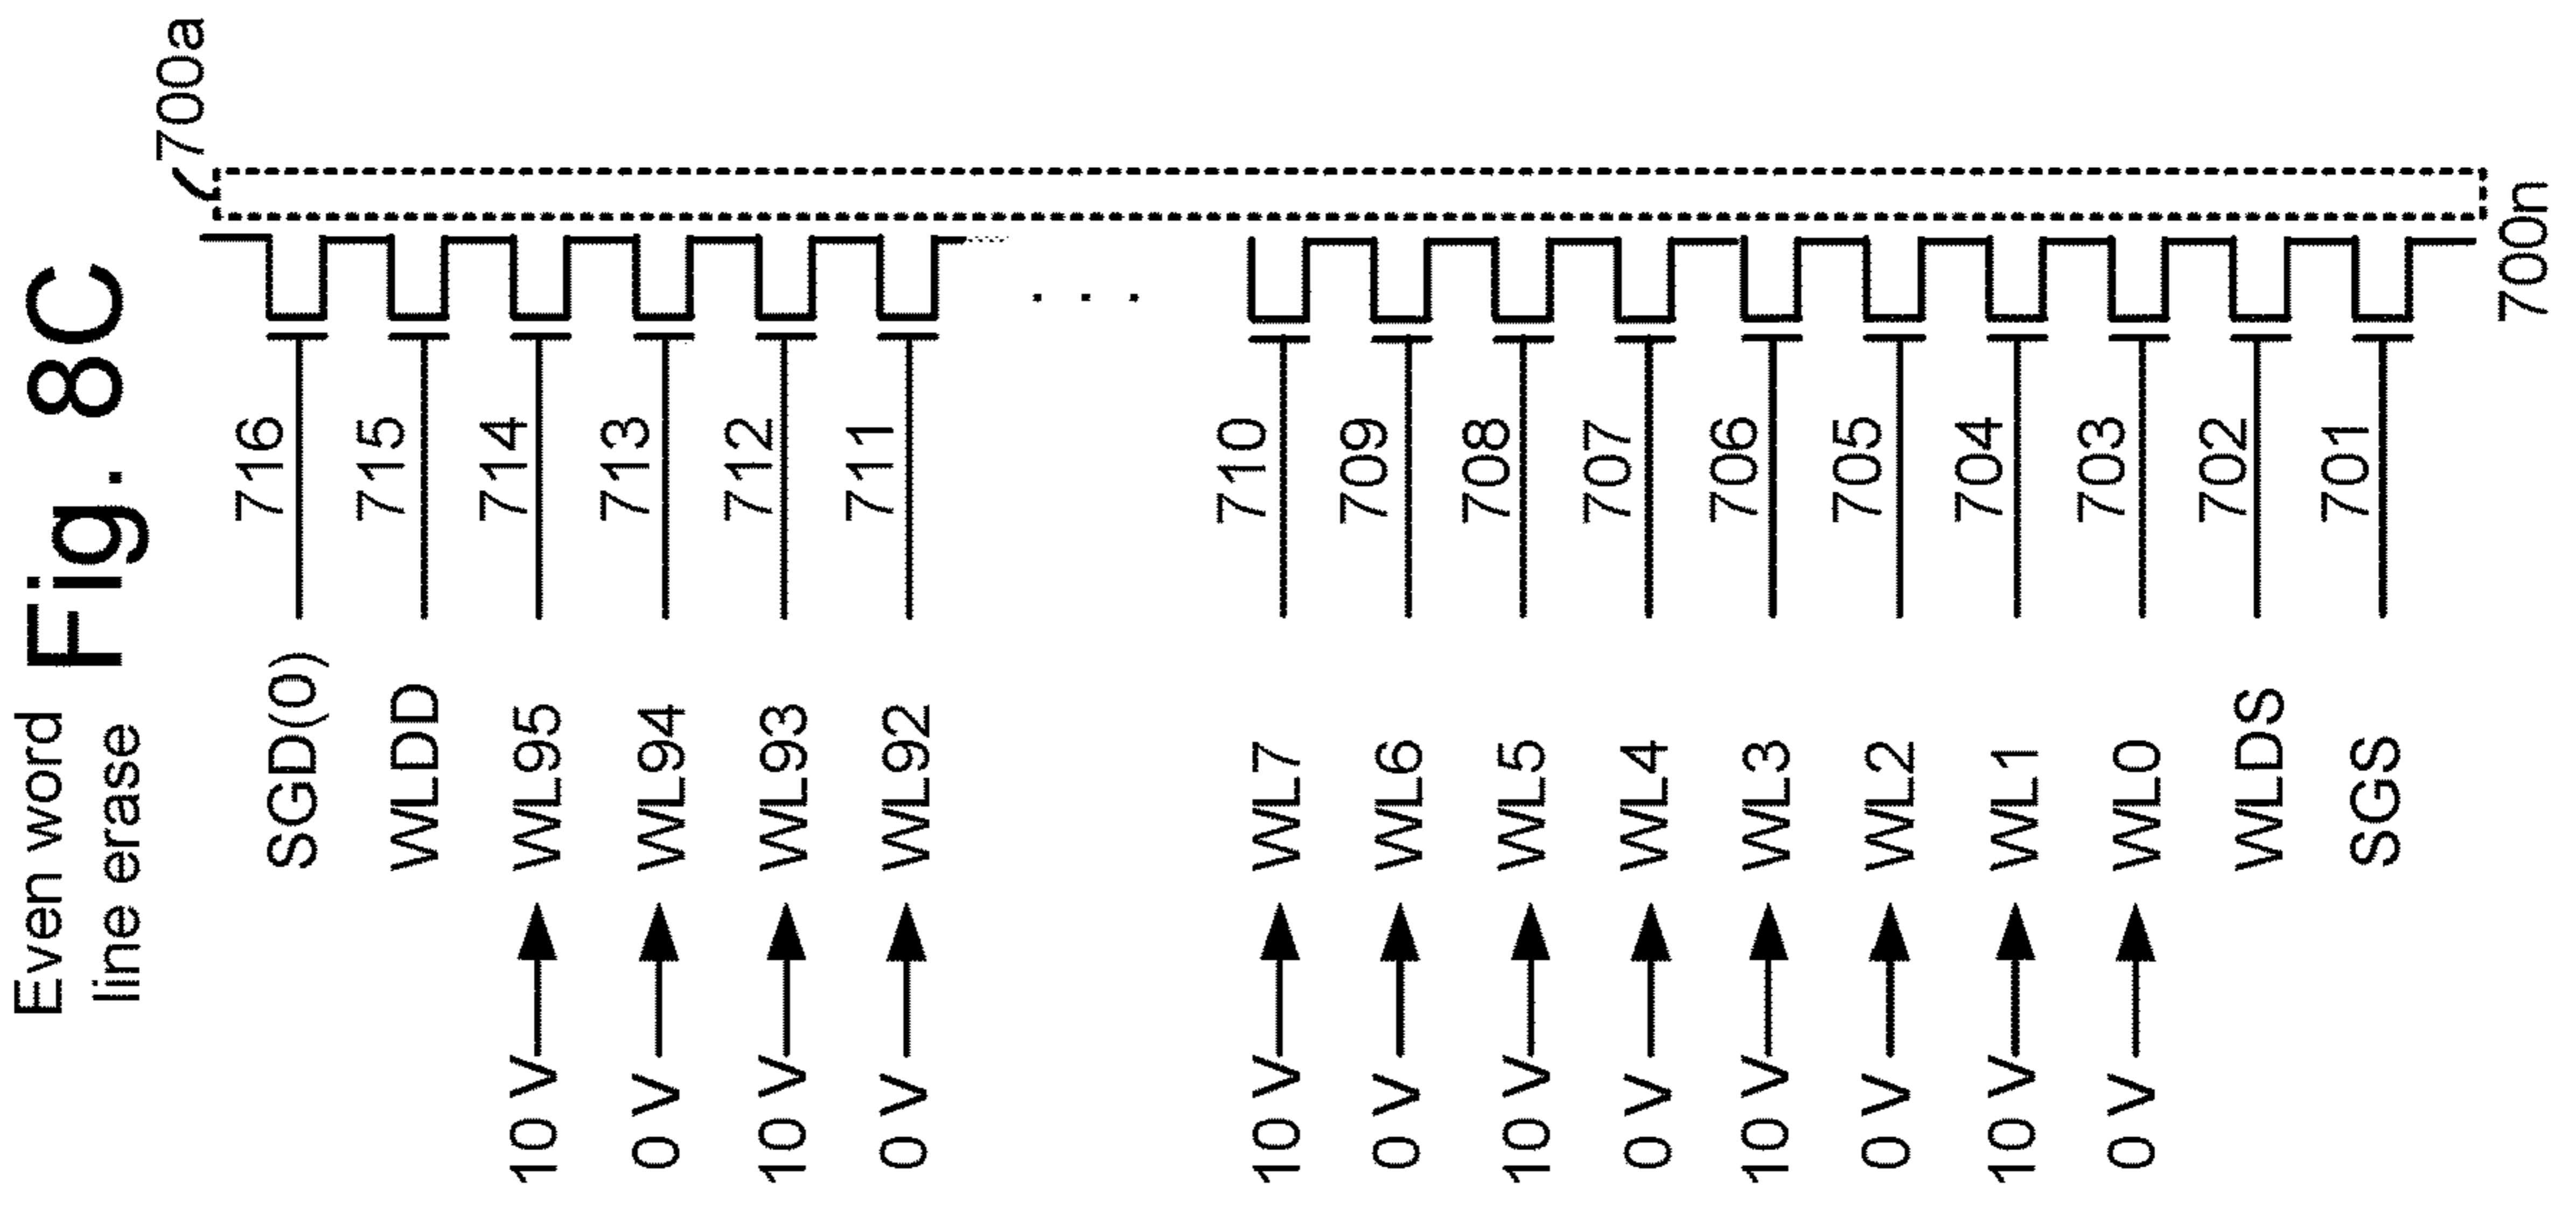 Fig. 8C
Even word
line erase
700a
SGD(0) 716
WLDD 715
10 V WL95 714
0 V WL94 713
10 V WL93 712
0 V WL92 711
. . .
10 V WL7 710
0 V WL6 709
10 V WL5 708
0 V WL4 707
10 V WL3 706
0 V WL2 705
10 V WL1 704
0 V WL0 703
WLDS 702
SGS 701
700n